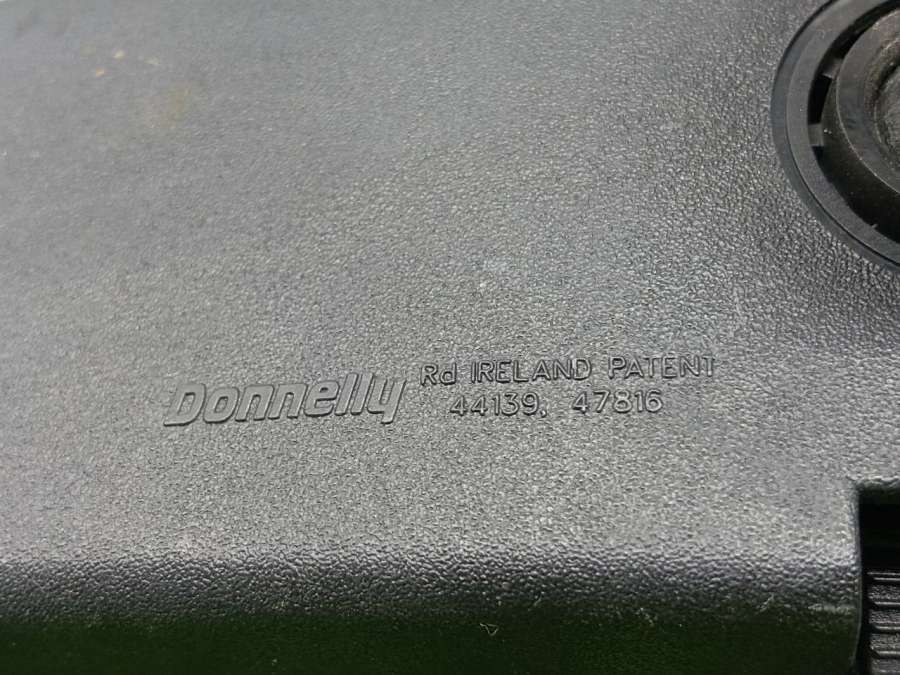 Donnelly
Rd IRELAND PATENT
44139, 47816